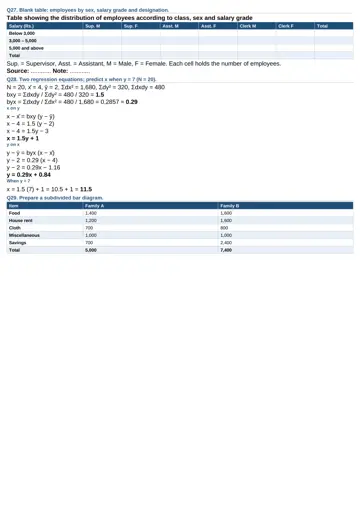 Q27. Blank table: employees by sex, salary grade and designation.
Table showing the distribution of employees according to class, sex and salary grade
Salary (Rs.) Sup. M Sup. F Asst. M Asst. F Clerk M Clerk F Total
Below 3,000
3,000 – 5,000
5,000 and above
Total
Sup. = Supervisor, Asst. = Assistant, M = Male, F = Female. Each cell holds the number of employees.
Source: ........... Note: ...........
Q28. Two regression equations; predict x when y = 7 (N = 20).
N = 20, x̄ = 4, ȳ = 2, Σdx² = 1,680, Σdy² = 320, Σdxdy = 480
bxy = Σdxdy / Σdy² = 480 / 320 = 1.5
byx = Σdxdy / Σdx² = 480 / 1,680 = 0.2857 = 0.29
x on y
x − x̄ = bxy (y − ȳ)
x − 4 = 1.5 (y − 2)
x − 4 = 1.5y − 3
x = 1.5y + 1
y on x
y − ȳ = byx (x − x̄)
y − 2 = 0.29 (x − 4)
y − 2 = 0.29x − 1.16
y = 0.29x + 0.84
When y = 7
x = 1.5 (7) + 1 = 10.5 + 1 = 11.5
Q29. Prepare a subdivided bar diagram.
Item Family A Family B
Food 1,400 1,600
House rent 1,200 1,600
Cloth 700 800
Miscellaneous 1,000 1,000
Savings 700 2,400
Total 5,000 7,400